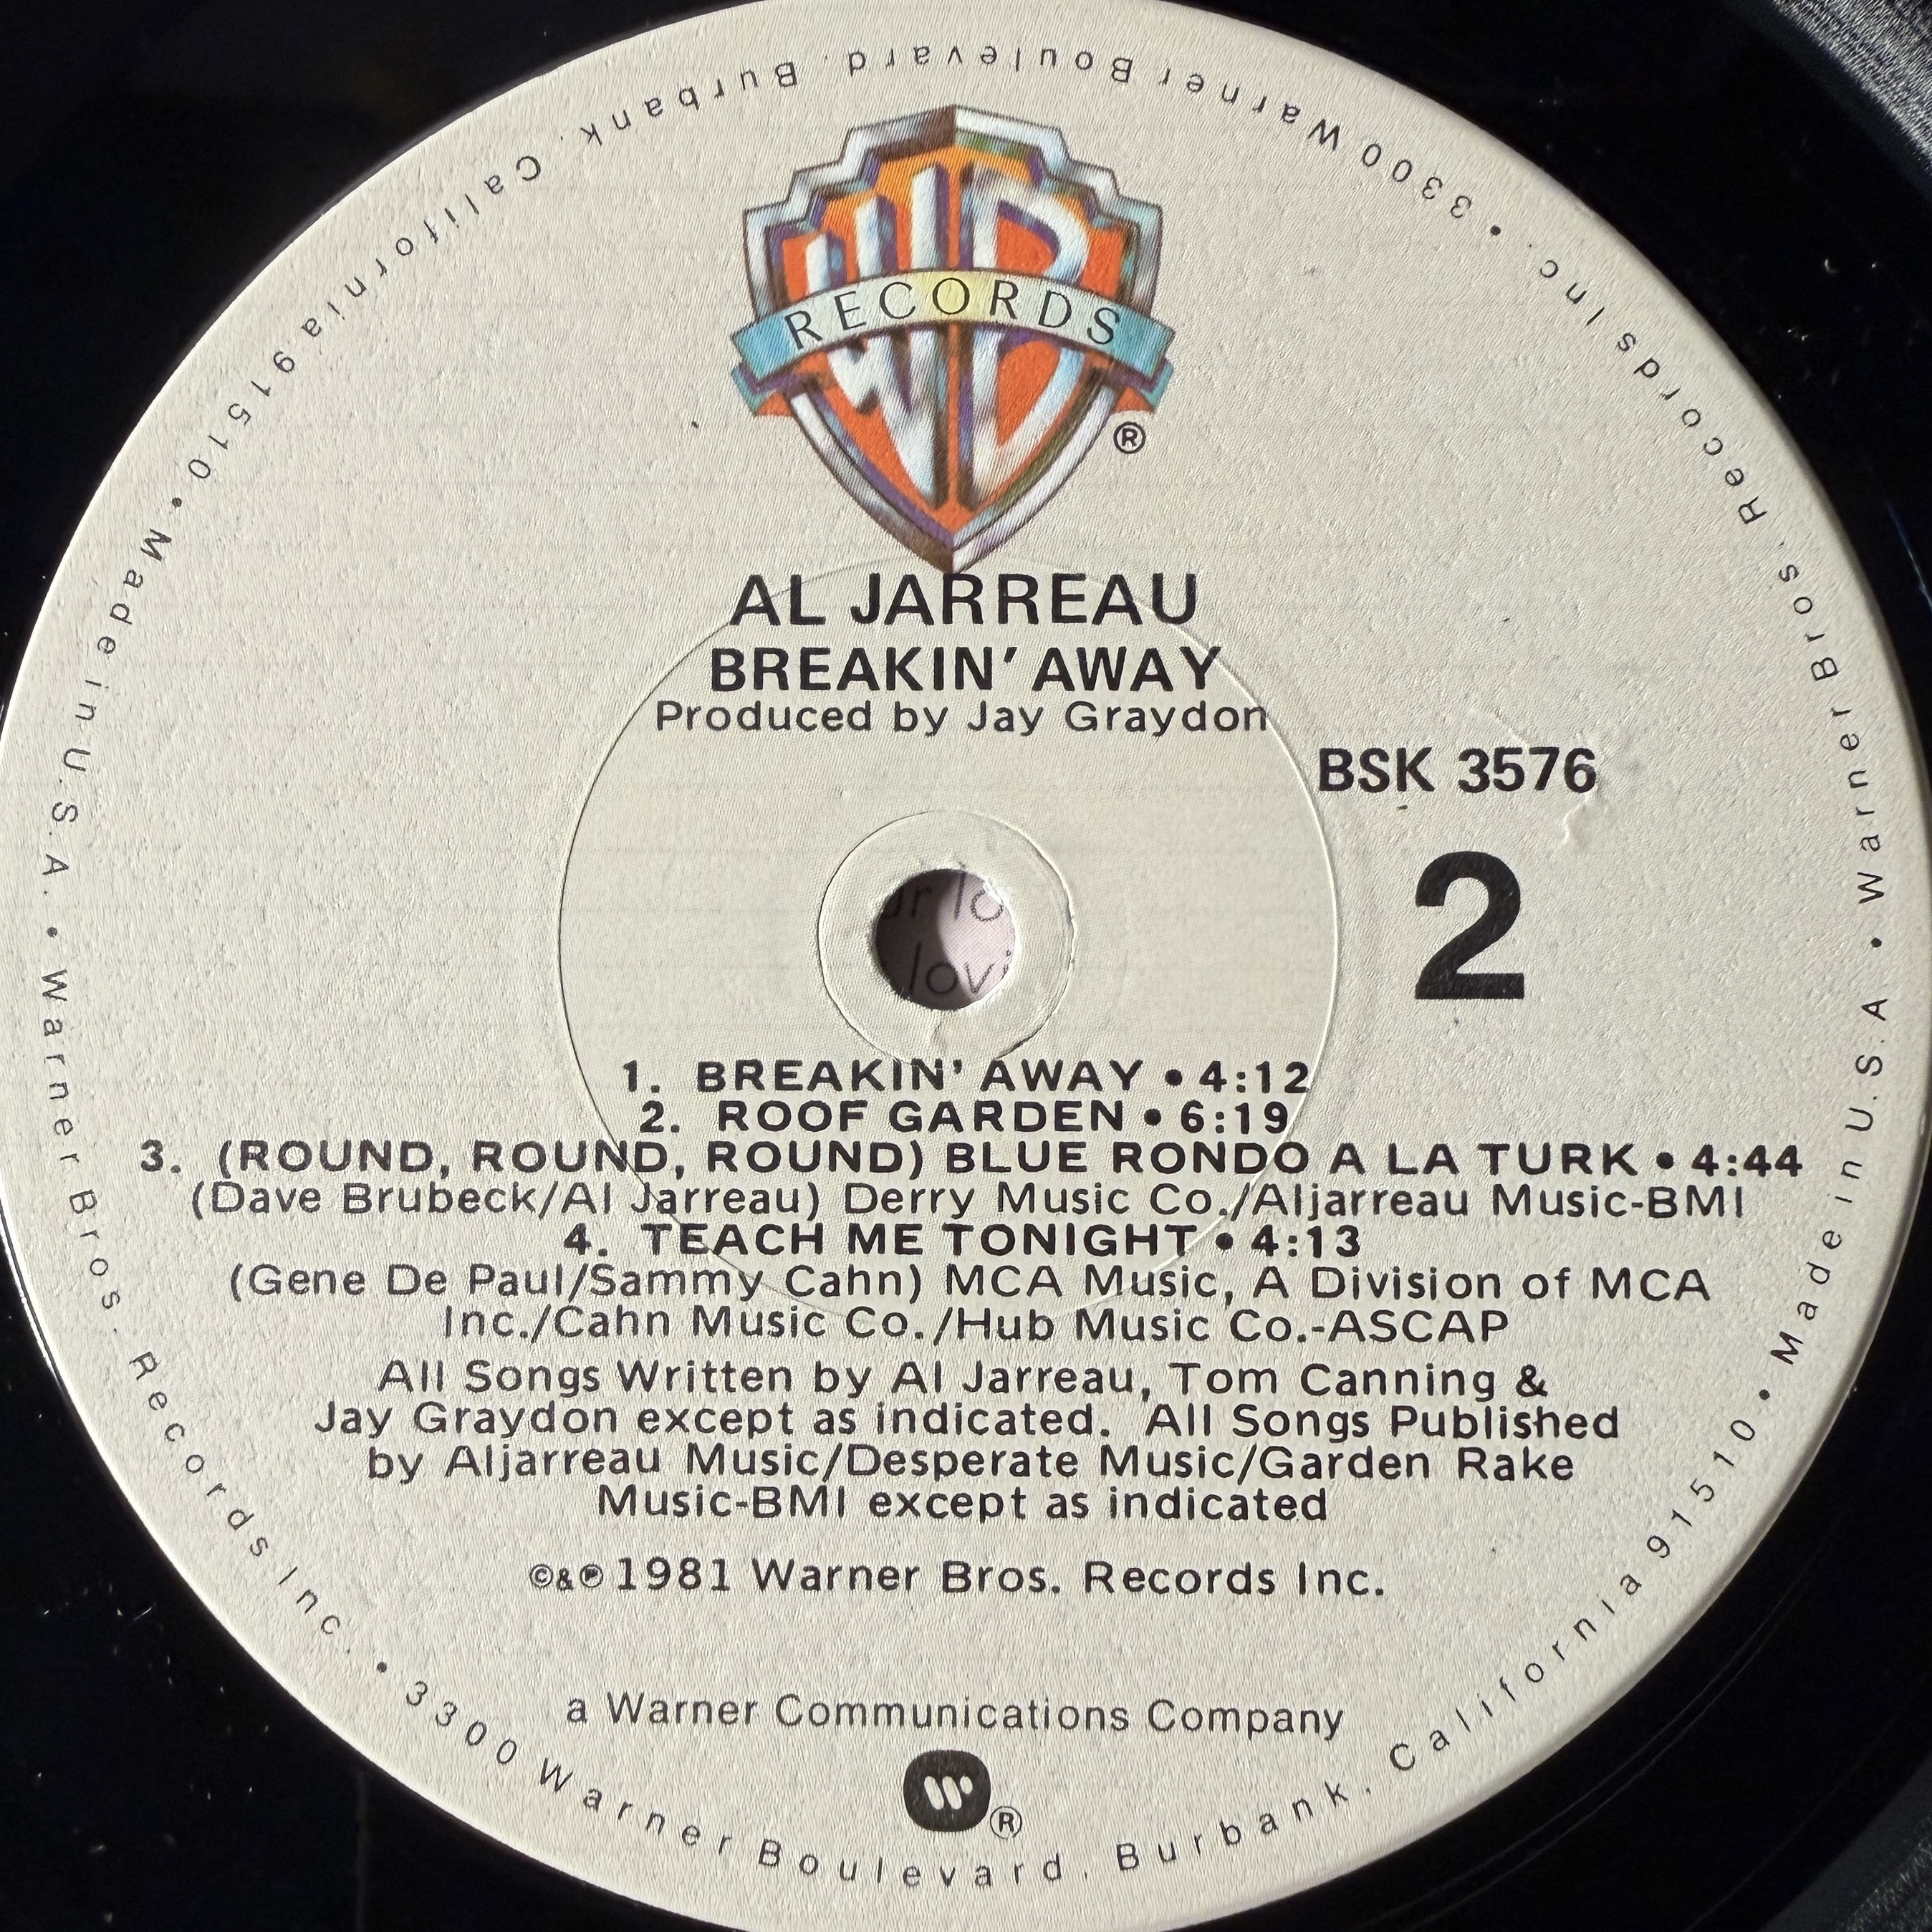 WB
RECORDS
®
AL JARREAU
BREAKIN' AWAY
Produced by Jay Graydon
BSK 3576
2
1. BREAKIN' AWAY • 4:12
2. ROOF GARDEN • 6:19
3. (ROUND, ROUND, ROUND) BLUE RONDO A LA TURK • 4:44
(Dave Brubeck/Al Jarreau) Derry Music Co./Aljarreau Music-BMI
4. TEACH ME TONIGHT • 4:13
(Gene De Paul/Sammy Cahn) MCA Music, A Division of MCA
Inc./Cahn Music Co./Hub Music Co.-ASCAP
All Songs Written by Al Jarreau, Tom Canning &
Jay Graydon except as indicated. All Songs Published
by Aljarreau Music/Desperate Music/Garden Rake
Music-BMI except as indicated
©&℗ 1981 Warner Bros. Records Inc.
a Warner Communications Company
W ®
Warner Bros. Records Inc. • 3300 Warner Boulevard, Burbank, California 91510 • Made in U.S.A. • Warner Bros. Records Inc. • 3300 Warner Boulevard, Burbank, California 91510 • Made in U.S.A. •